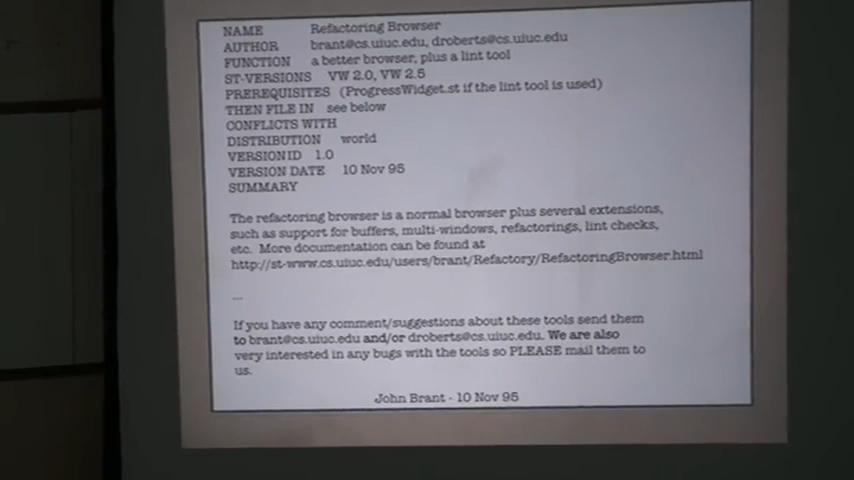 NAME Refactoring Browser
AUTHOR brant@cs.uiuc.edu, droberts@cs.uiuc.edu
FUNCTION a better browser, plus a lint tool
ST-VERSIONS VW 2.0, VW 2.5
PREREQUISITES (ProgressWidget.st if the lint tool is used)
THEN FILE IN see below
CONFLICTS WITH
DISTRIBUTION world
VERSIONID 1.0
VERSION DATE 10 Nov 95
SUMMARY
The refactoring browser is a normal browser plus several extensions,
such as support for buffers, multi-windows, refactorings, lint checks,
etc. More documentation can be found at
http://st-www.cs.uiuc.edu/users/brant/Refactory/RefactoringBrowser.html
...
If you have any comment/suggestions about these tools send them
to brant@cs.uiuc.edu and/or droberts@cs.uiuc.edu. We are also
very interested in any bugs with the tools so PLEASE mail them to
us.
John Brant - 10 Nov 95